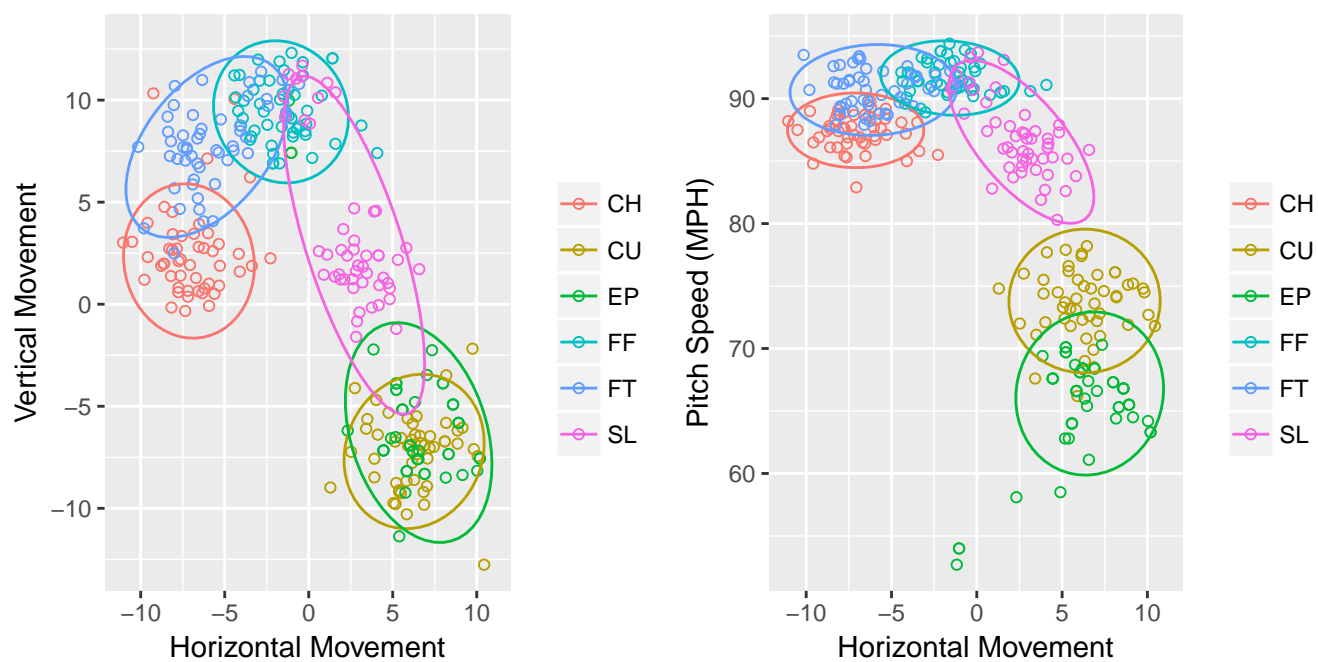 Vertical Movement
10
5
0
−5
−10
−10 −5 0 5 10
Horizontal Movement
CH
CU
EP
FF
FT
SL
Pitch Speed (MPH)
90
80
70
60
−10 −5 0 5 10
Horizontal Movement
CH
CU
EP
FF
FT
SL